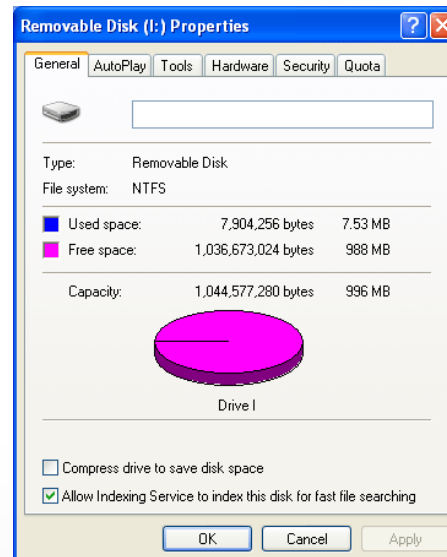 Removable Disk (I:) Properties
General AutoPlay Tools Hardware Security Quota
Type: Removable Disk
File system: NTFS
Used space: 7,904,256 bytes 7.53 MB
Free space: 1,036,673,024 bytes 988 MB
Capacity: 1,044,577,280 bytes 996 MB
Drive I
Compress drive to save disk space
Allow Indexing Service to index this disk for fast file searching
OK Cancel Apply